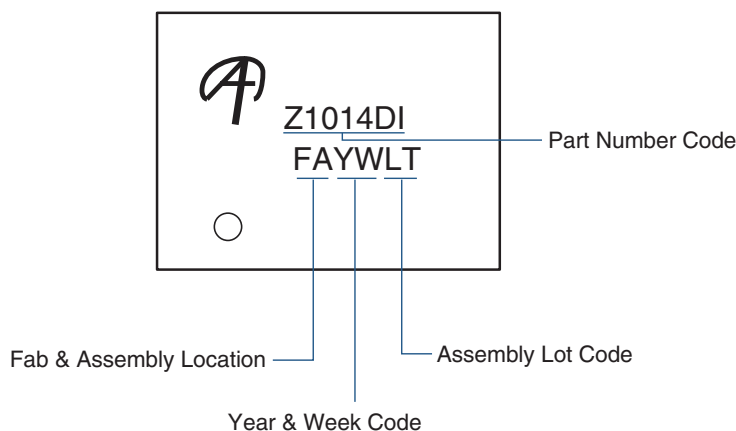 Z1014DI
Part Number Code
FAYWLT
Fab & Assembly Location
Assembly Lot Code
Year & Week Code